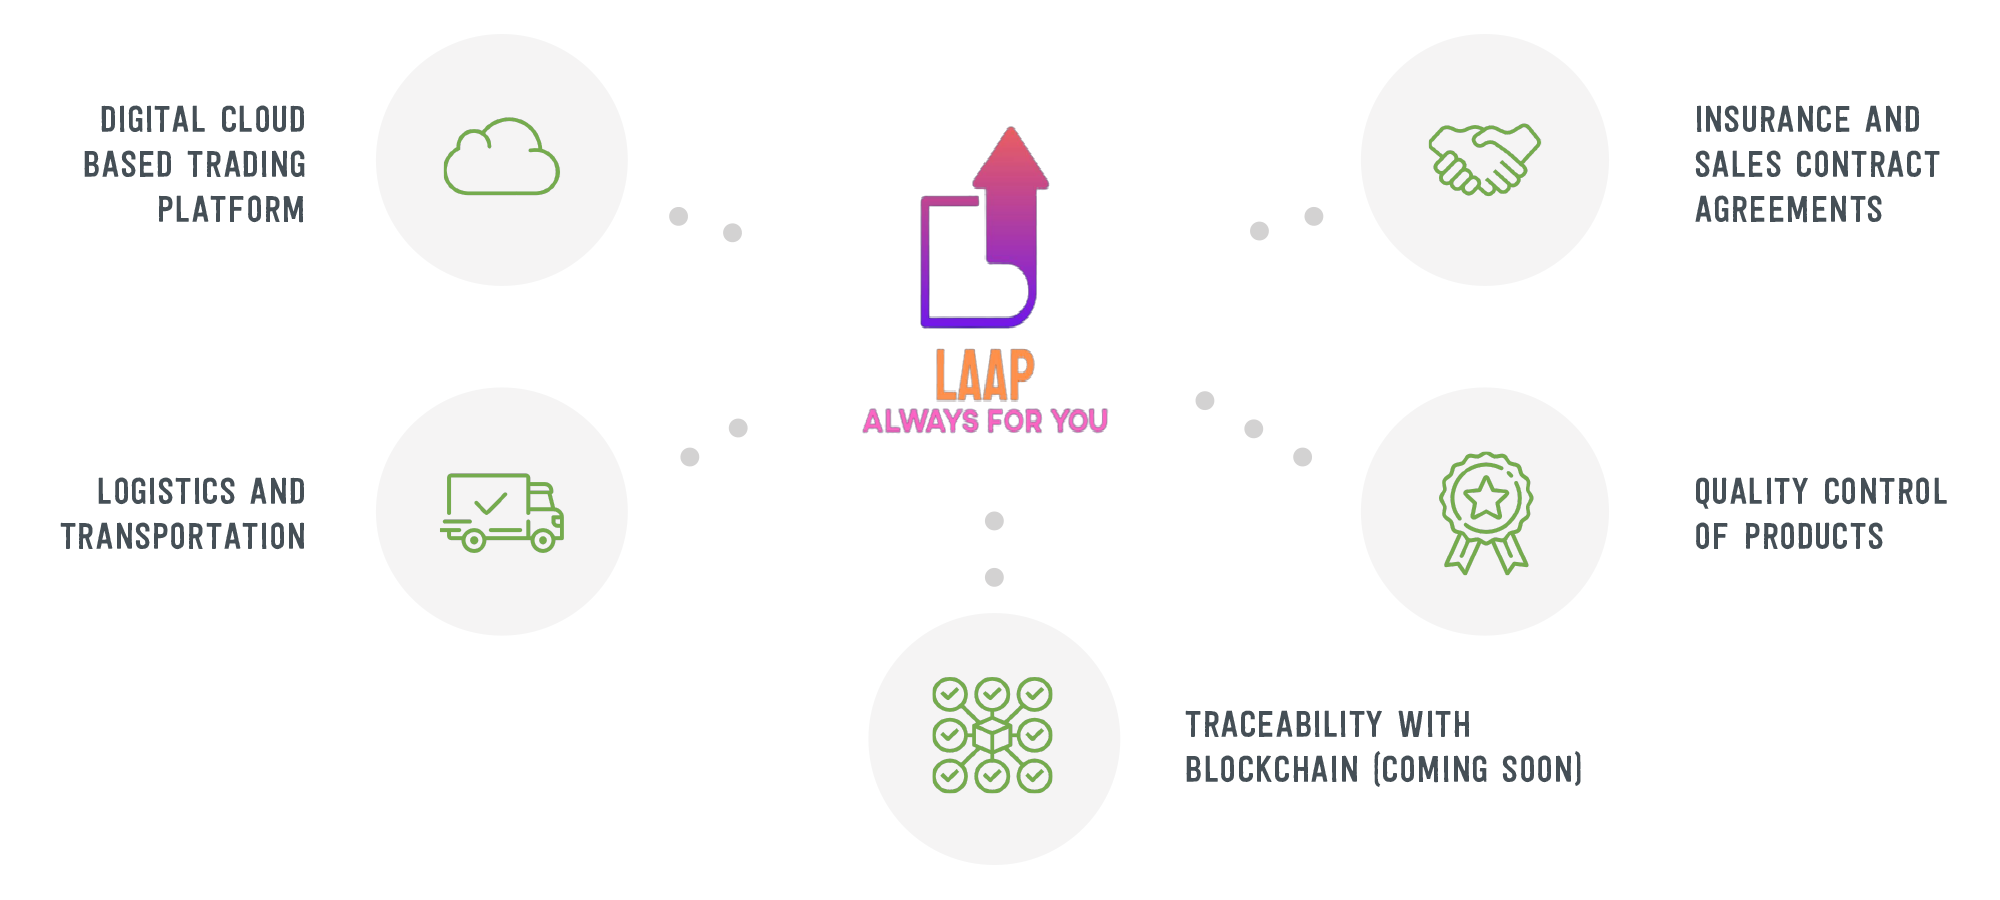 DIGITAL CLOUD
BASED TRADING
PLATFORM
INSURANCE AND
SALES CONTRACT
AGREEMENTS
LAAP
ALWAYS FOR YOU
LOGISTICS AND
TRANSPORTATION
QUALITY CONTROL
OF PRODUCTS
TRACEABILITY WITH
BLOCKCHAIN (COMING SOON)